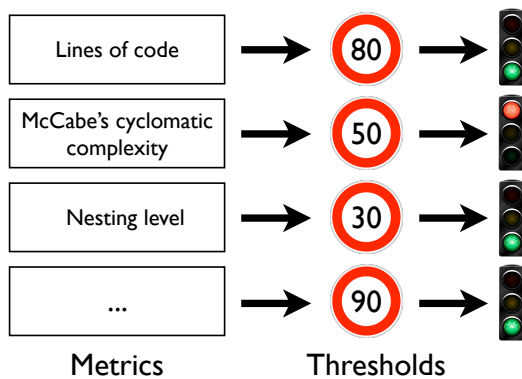 Lines of code
80
McCabe's cyclomatic
complexity
50
Nesting level
30
...
90
Metrics
Thresholds